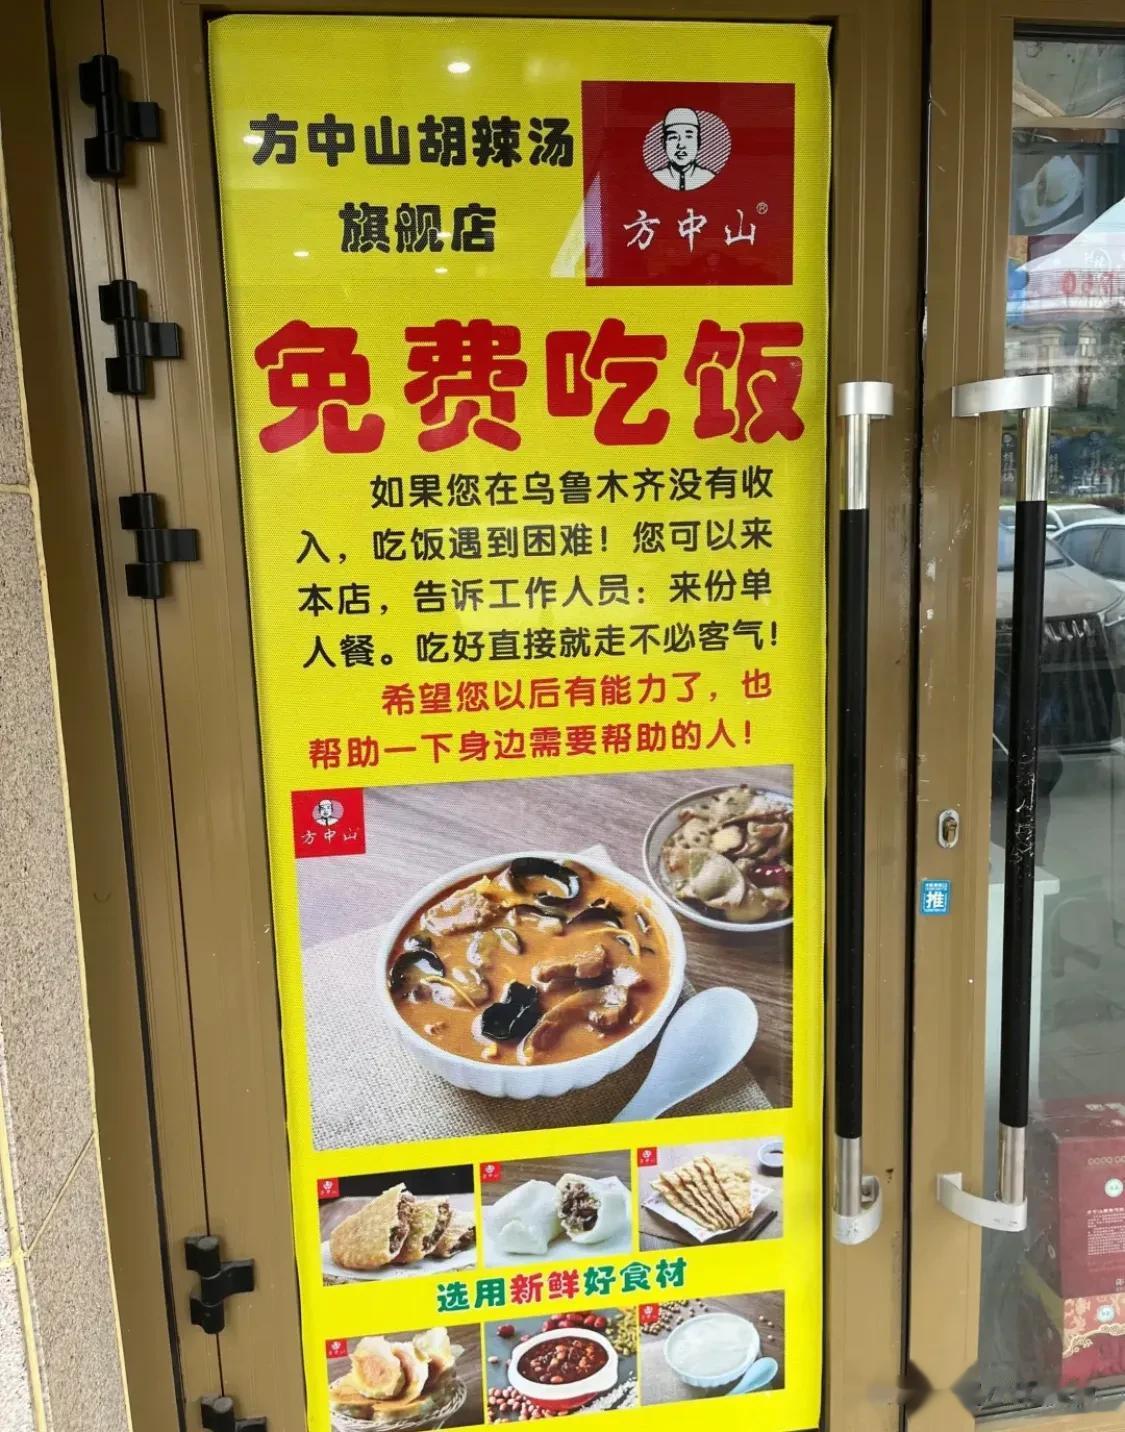 方中山胡辣汤
旗舰店
方中山®
免费吃饭
如果您在乌鲁木齐没有收
入，吃饭遇到困难！您可以来
本店，告诉工作人员：来份单
人餐。吃好直接就走不必客气！
希望您以后有能力了，也
帮助一下身边需要帮助的人！
方中山
选用新鲜好食材
推